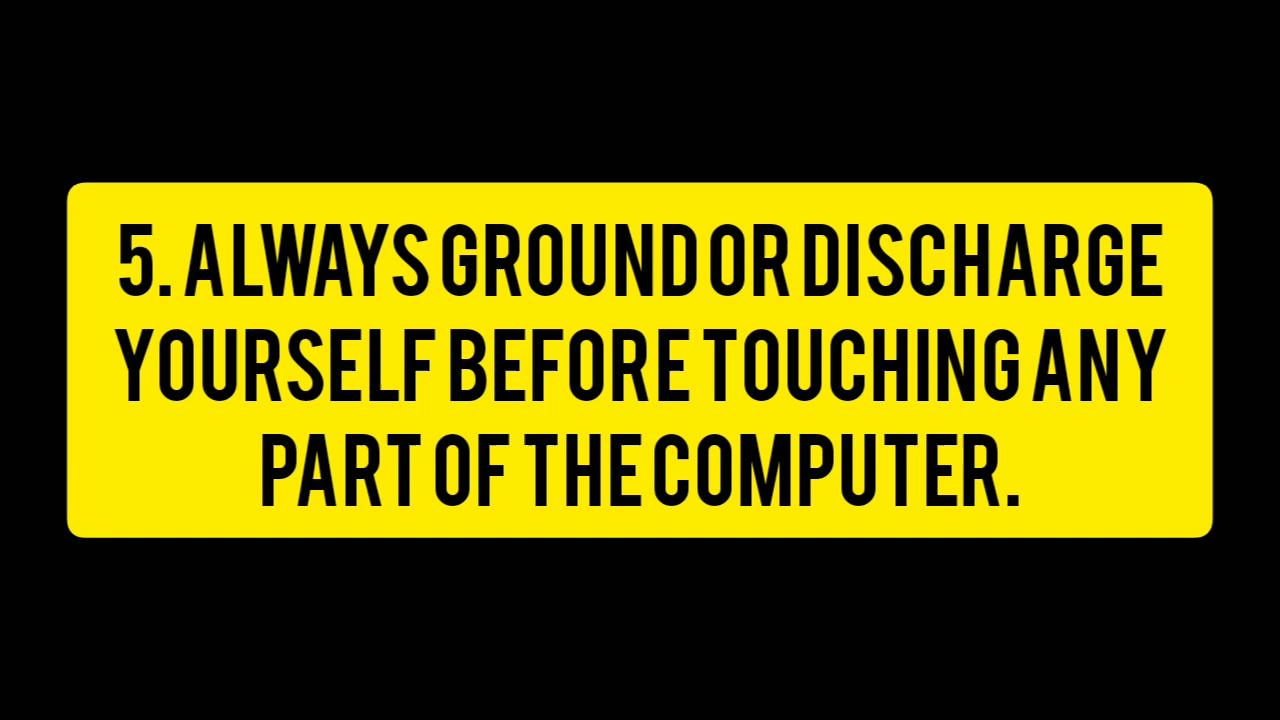 5. ALWAYS GROUND OR DISCHARGE
YOURSELF BEFORE TOUCHING ANY
PART OF THE COMPUTER.